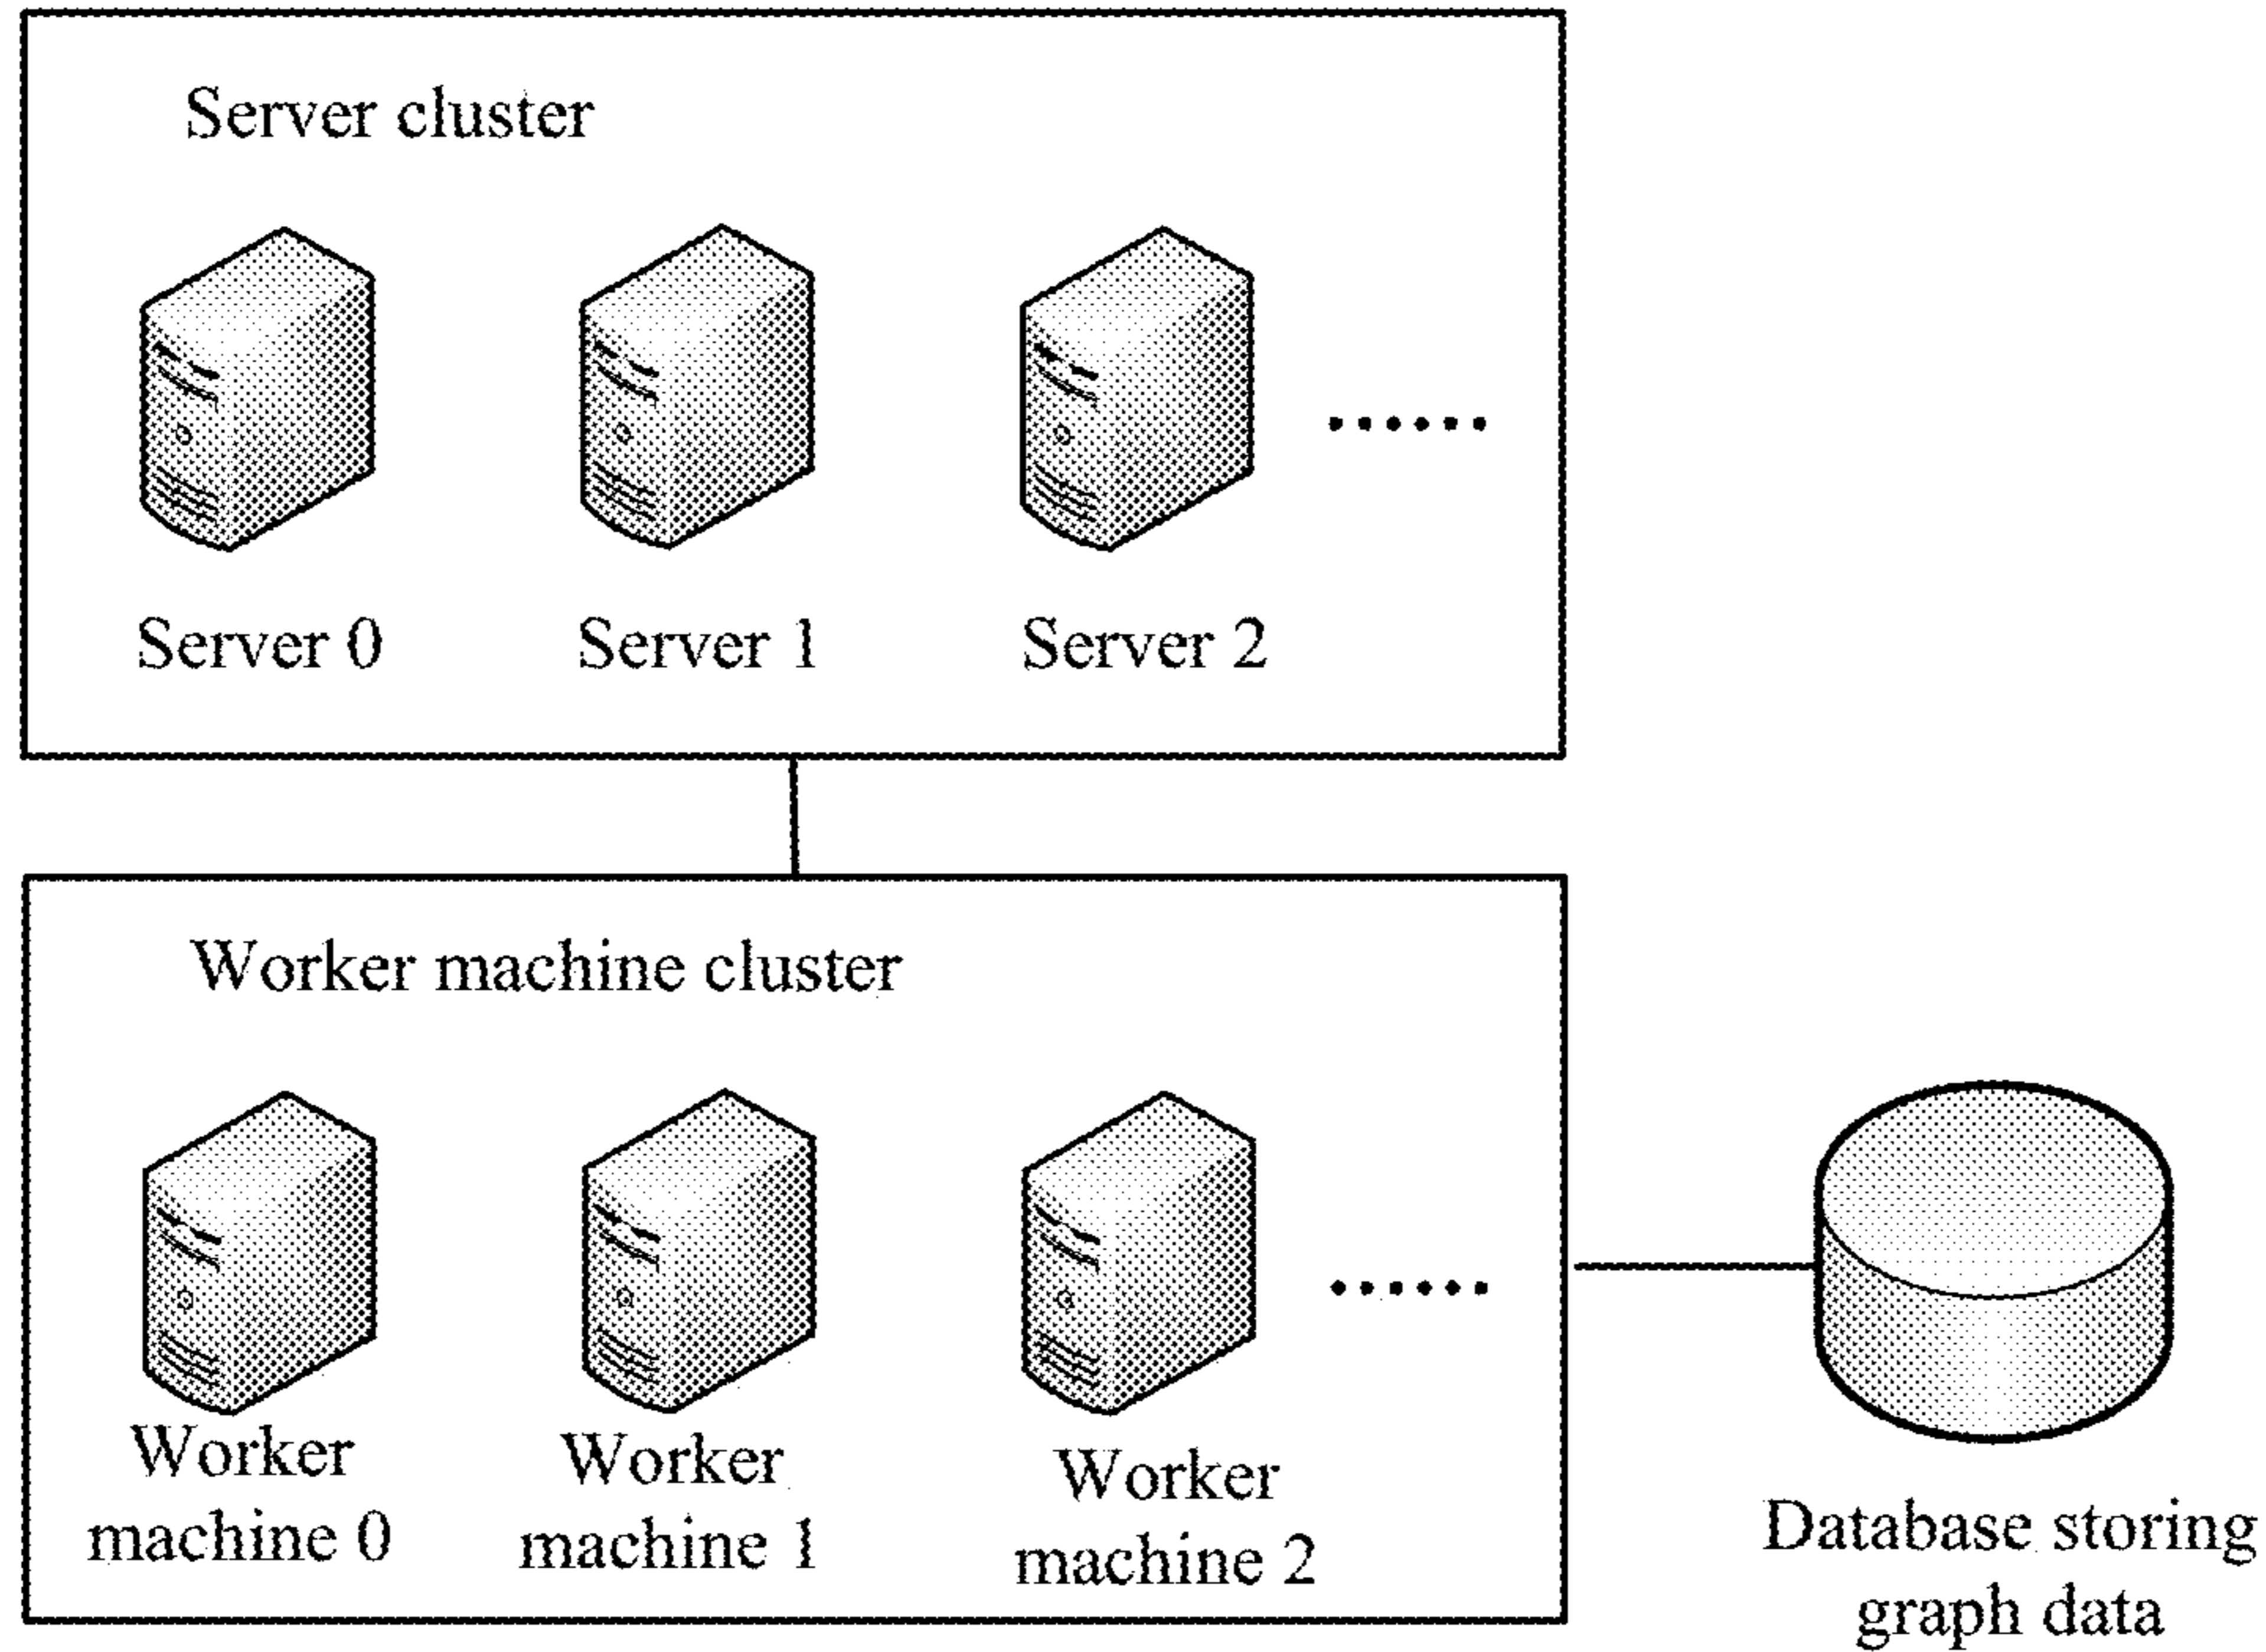 Server cluster
Server 0
Server 1
Server 2
......
Worker machine cluster
......
Worker
machine 0
Worker
machine 1
Worker
machine 2
Database storing
graph data